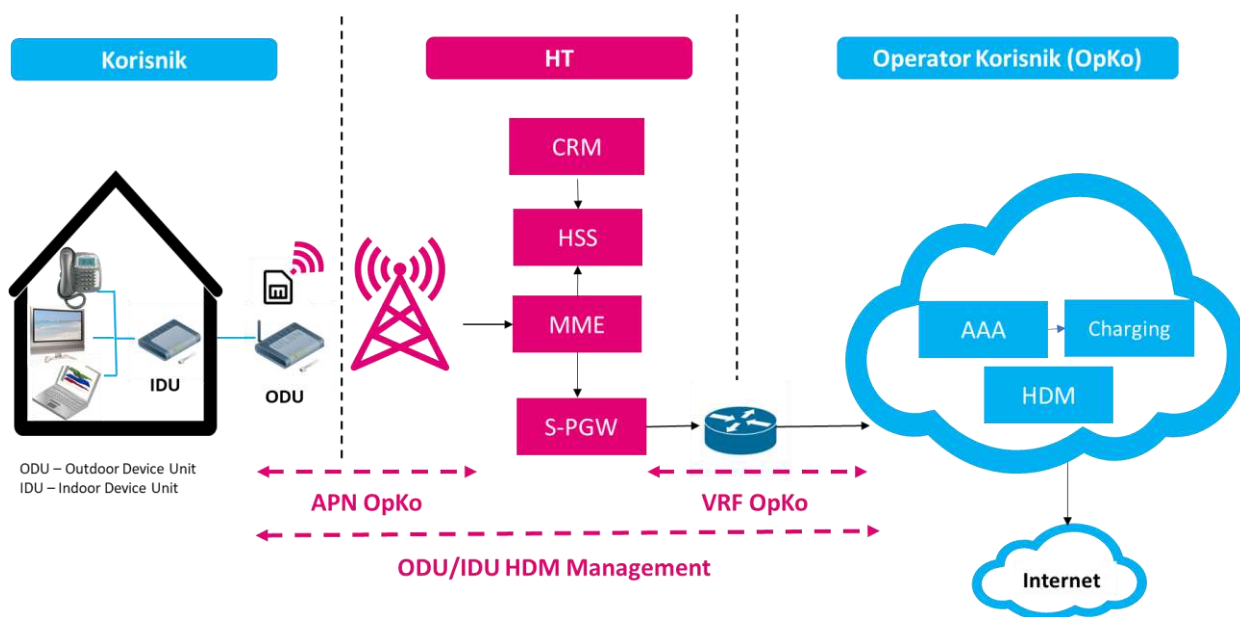 Korisnik
HT
Operator Korisnik (OpKo)
CRM
HSS
MME
S-PGW
IDU
ODU
AAA
Charging
HDM
ODU – Outdoor Device Unit
IDU – Indoor Device Unit
APN OpKo
VRF OpKo
ODU/IDU HDM Management
Internet